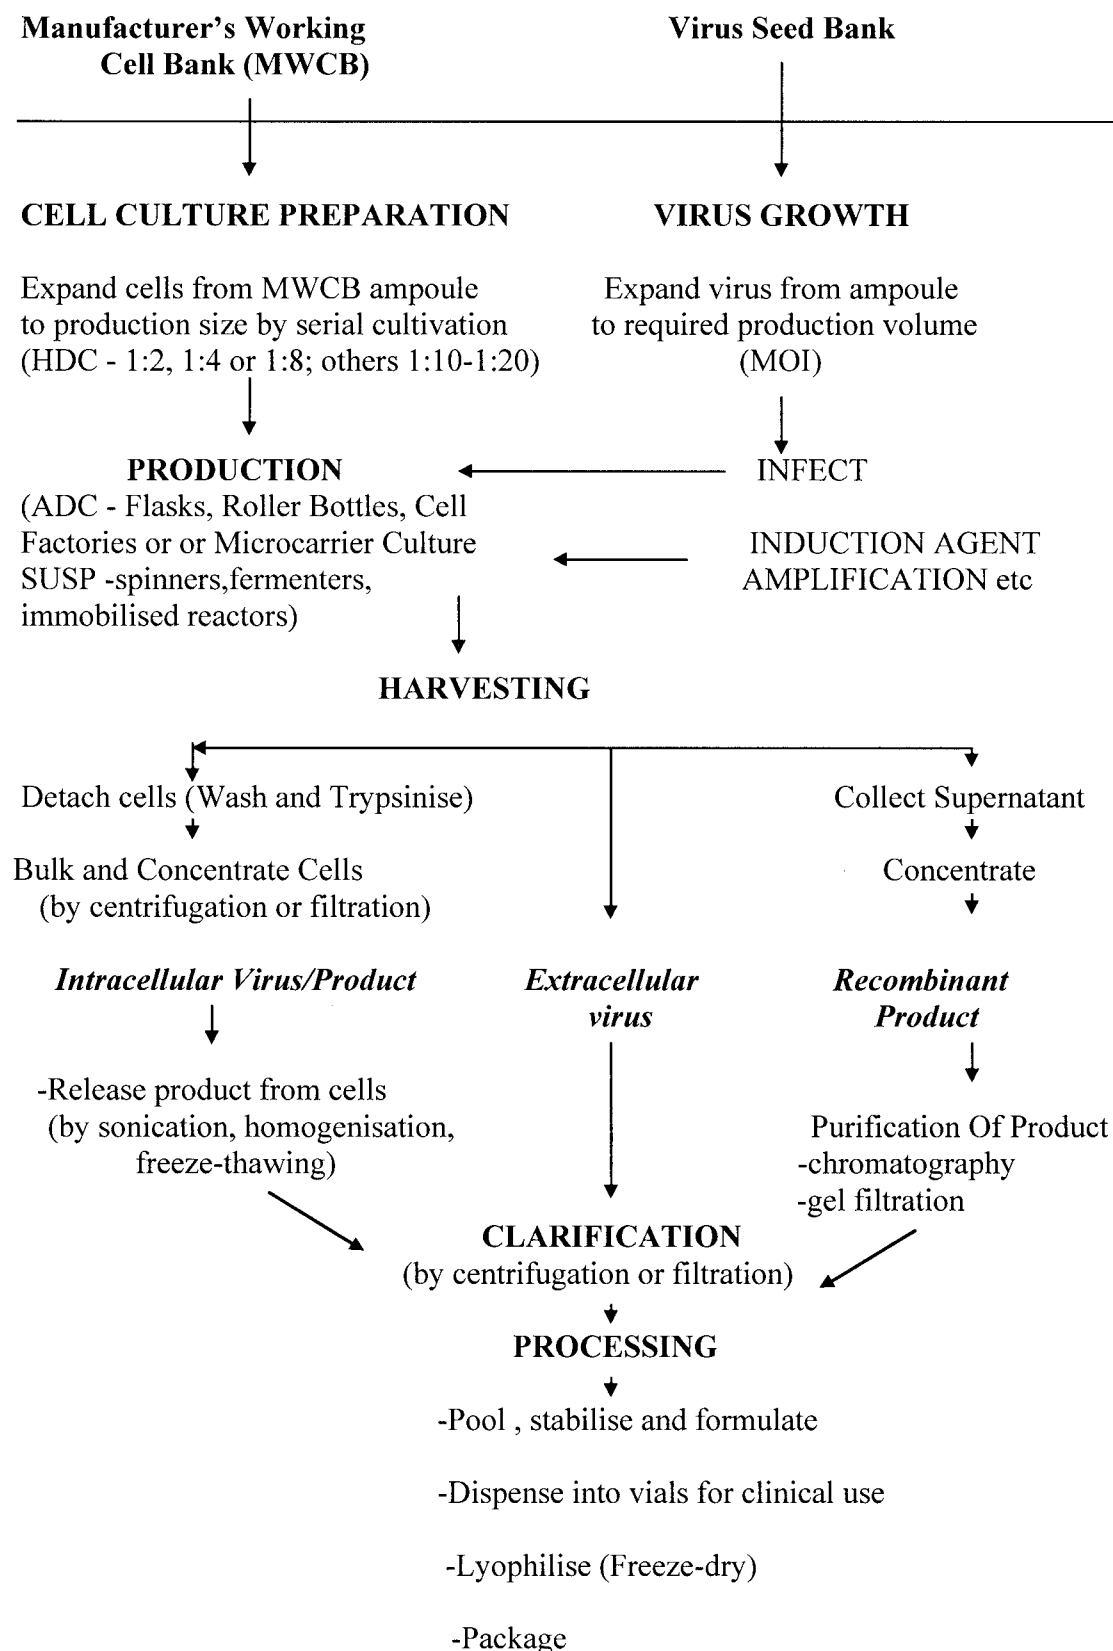 Manufacturer's Working
Cell Bank (MWCB)
Virus Seed Bank
CELL CULTURE PREPARATION
VIRUS GROWTH
Expand cells from MWCB ampoule
to production size by serial cultivation
(HDC - 1:2, 1:4 or 1:8; others 1:10-1:20)
Expand virus from ampoule
to required production volume
(MOI)
PRODUCTION
INFECT
(ADC - Flasks, Roller Bottles, Cell
Factories or or Microcarrier Culture
SUSP -spinners,fermenters,
immobilised reactors)
INDUCTION AGENT
AMPLIFICATION etc
HARVESTING
Detach cells (Wash and Trypsinise)
Bulk and Concentrate Cells
(by centrifugation or filtration)
Collect Supernatant
Concentrate
Intracellular Virus/Product
Extracellular
virus
Recombinant
Product
-Release product from cells
(by sonication, homogenisation,
freeze-thawing)
Purification Of Product
-chromatography
-gel filtration
CLARIFICATION
(by centrifugation or filtration)
PROCESSING
-Pool , stabilise and formulate
-Dispense into vials for clinical use
-Lyophilise (Freeze-dry)
-Package